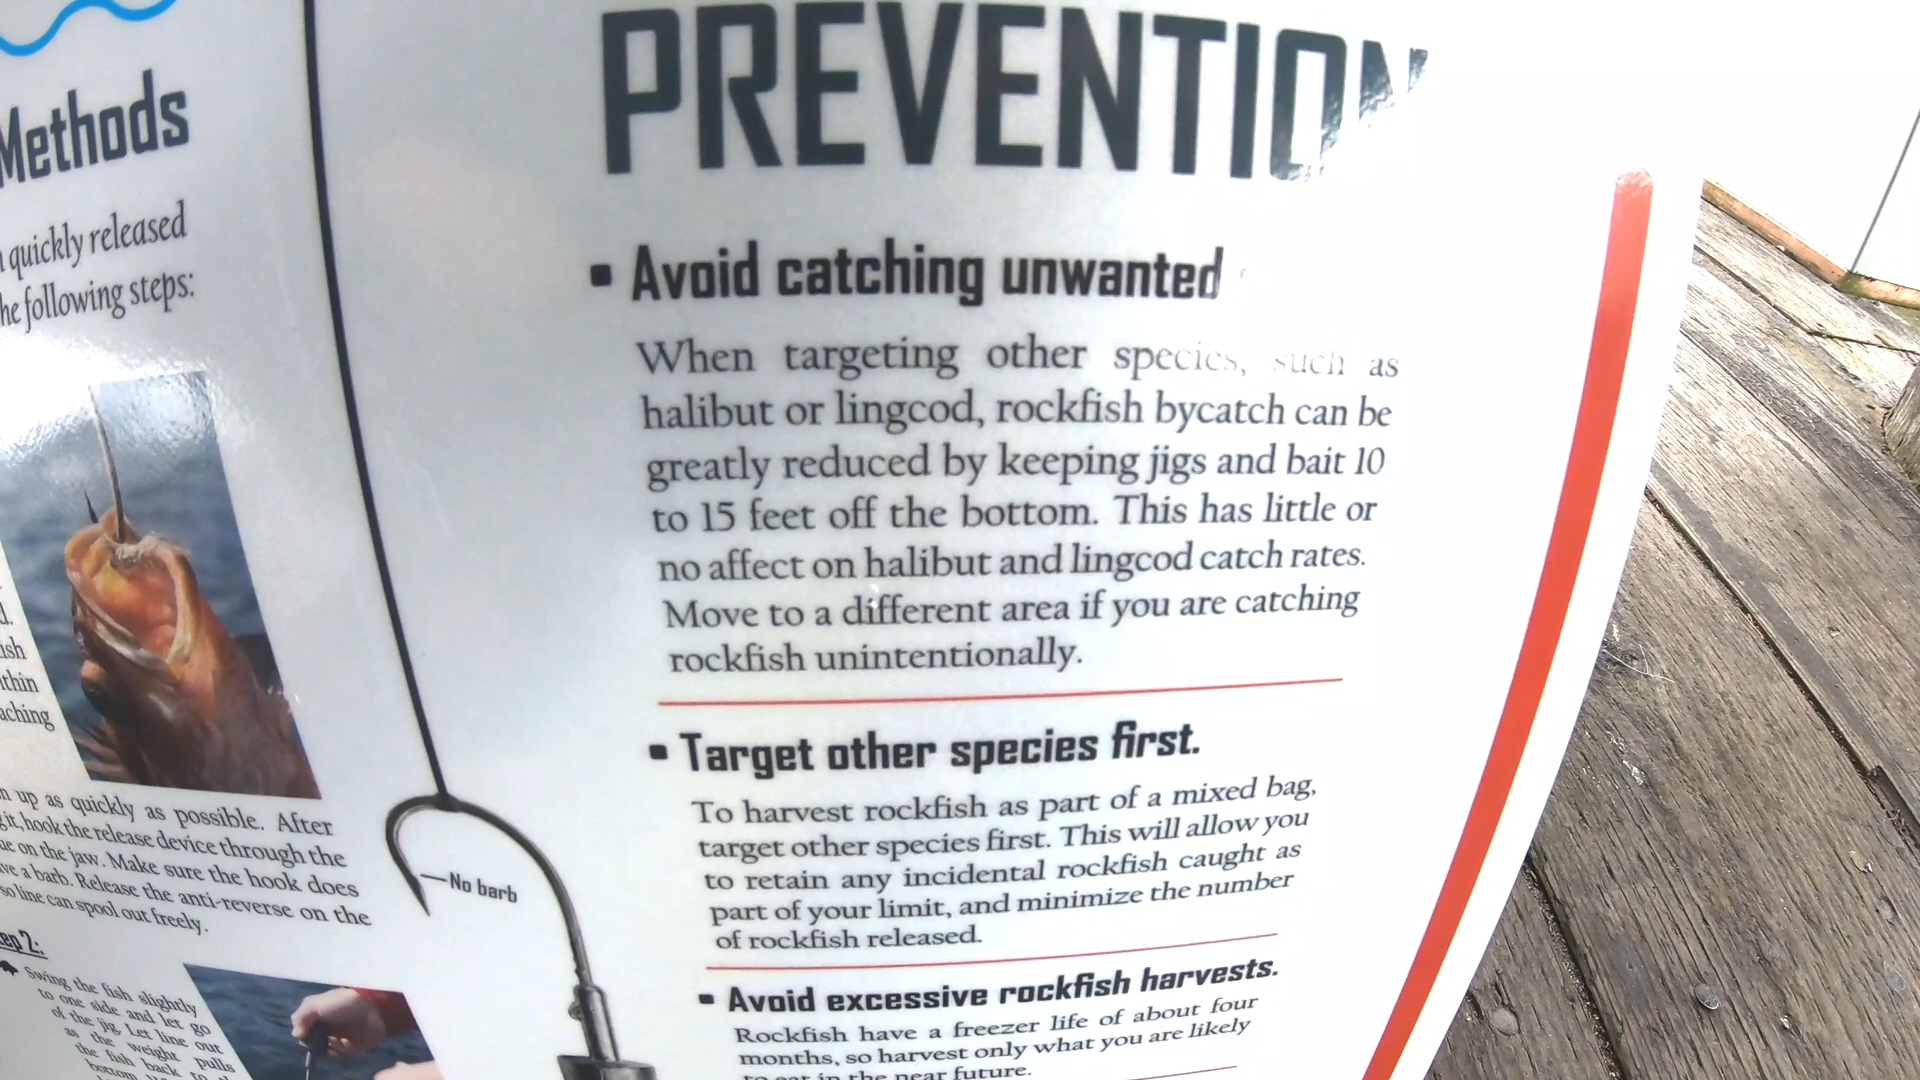 Methods
quickly released
following steps:
up as quickly as possible. After
it, hook the release device through the
on the jaw. Make sure the hook does
a barb. Release the anti-reverse on the
so line can spool out freely.
2:
Swing the fish slightly
to one side and let go
of the jig. Let line out
as the weight pulls
the fish back to
bottom
No barb
PREVENTION
▪ Avoid catching unwanted
When targeting other species, such as
halibut or lingcod, rockfish bycatch can be
greatly reduced by keeping jigs and bait 10
to 15 feet off the bottom. This has little or
no affect on halibut and lingcod catch rates.
Move to a different area if you are catching
rockfish unintentionally.
▪ Target other species first.
To harvest rockfish as part of a mixed bag,
target other species first. This will allow you
to retain any incidental rockfish caught as
part of your limit, and minimize the number
of rockfish released.
▪ Avoid excessive rockfish harvests.
Rockfish have a freezer life of about four
months, so harvest only what you are likely
to eat in the near future.